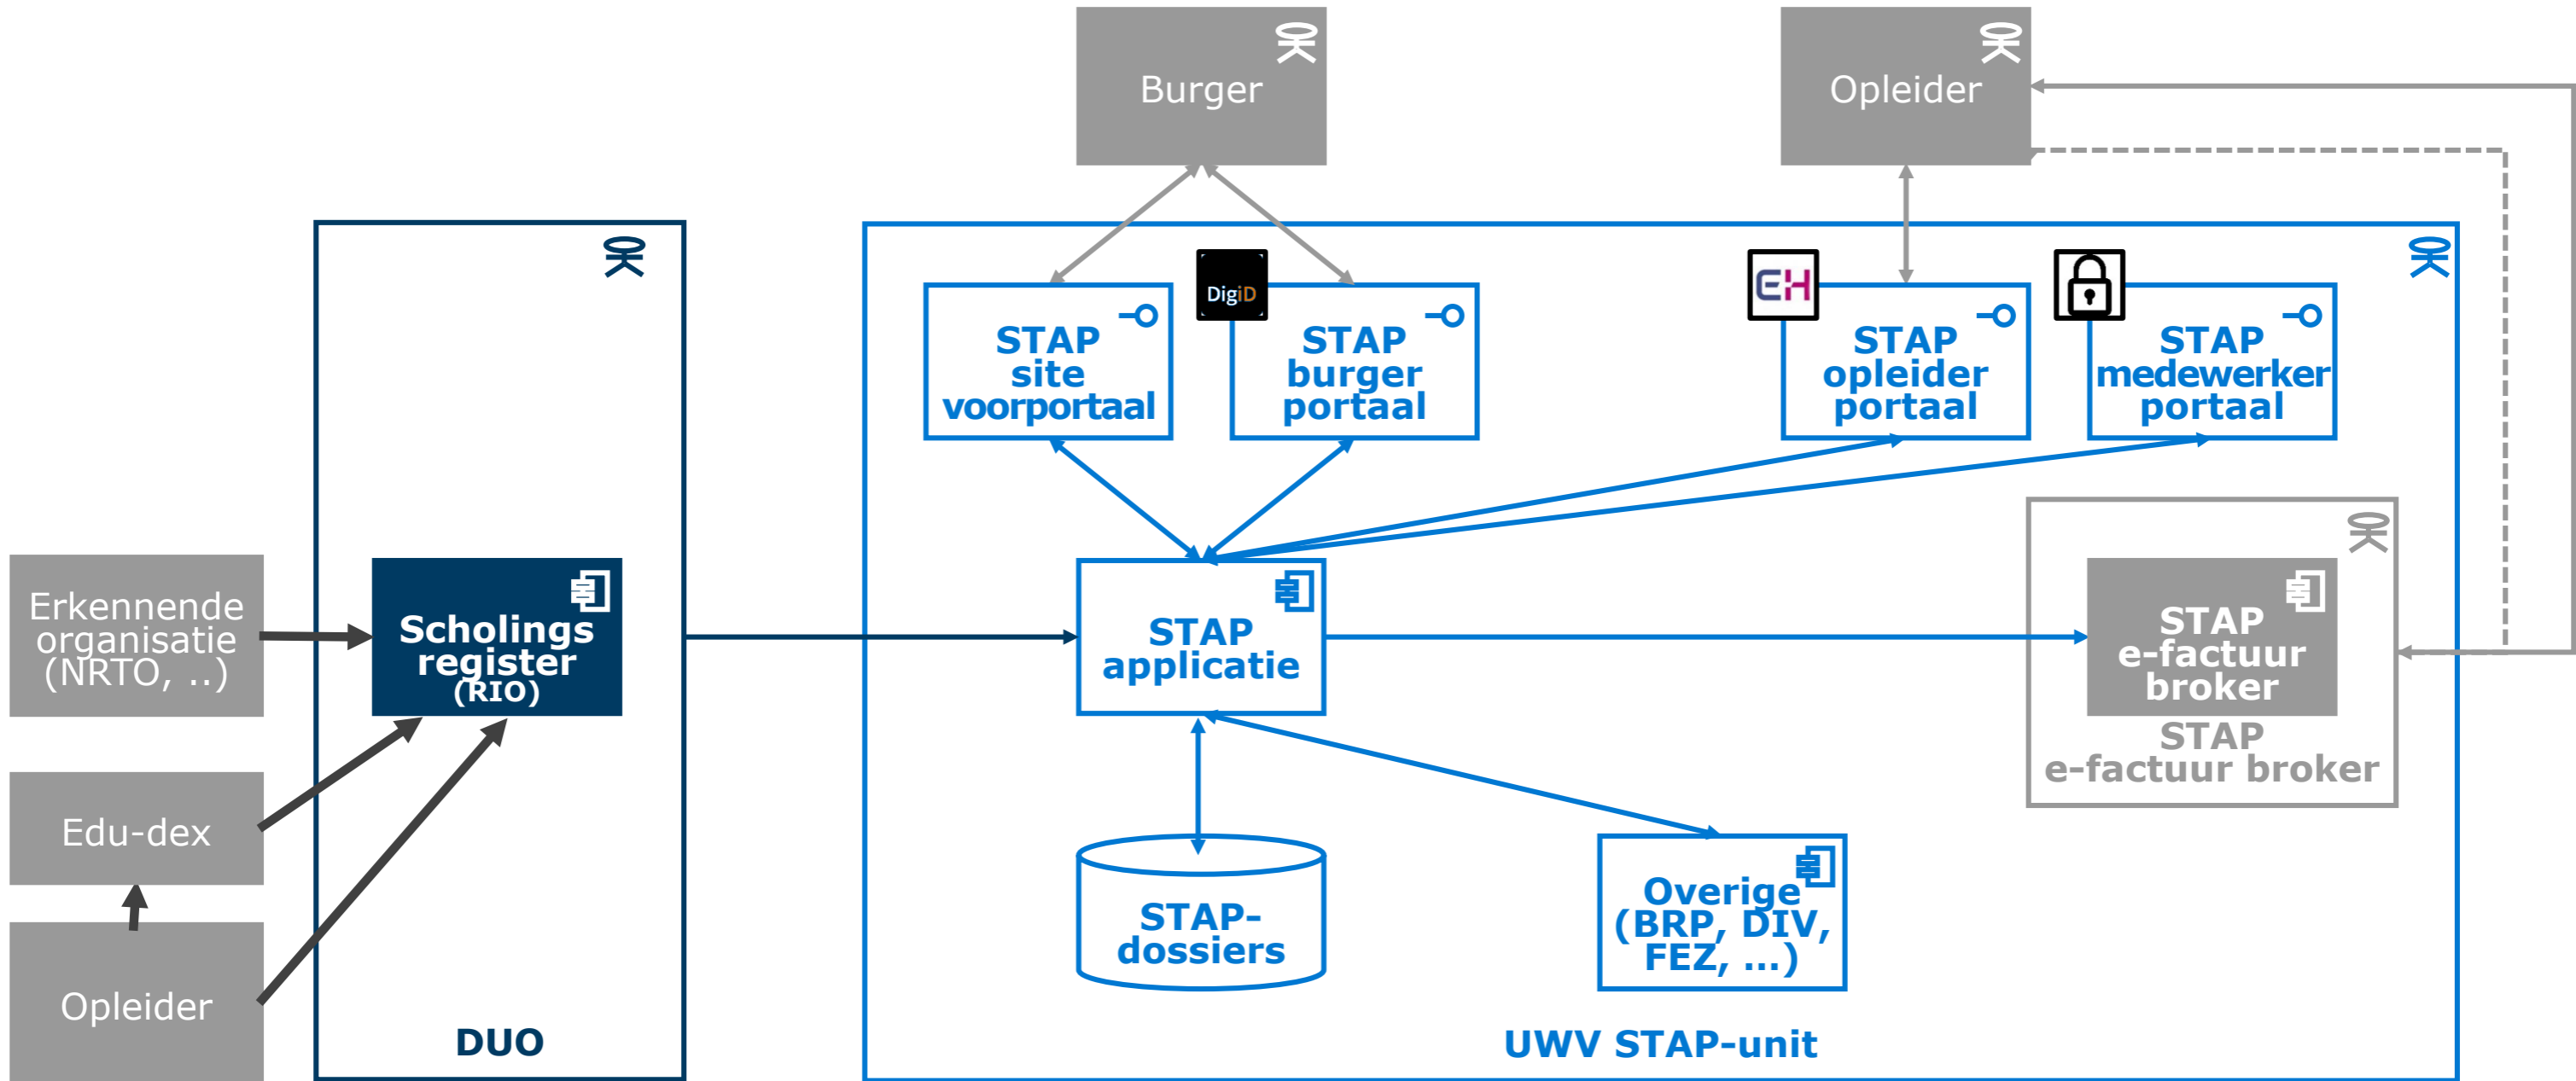 Burger
Opleider
DigiD
EH
STAP
site
voorportaal
STAP
burger
portaal
STAP
opleider
portaal
STAP
medewerker
portaal
Erkennende
organisatie
(NRTO, ..)
Scholings
register
(RIO)
STAP
applicatie
STAP
e-factuur
broker
STAP
e-factuur broker
Edu-dex
Opleider
STAP-
dossiers
Overige
(BRP, DIV,
FEZ, ...)
DUO
UWV STAP-unit